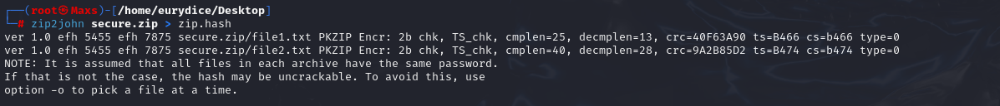 ┌──(root㉿Maxs)-[/home/eurydice/Desktop]
└─# zip2john secure.zip > zip.hash
ver 1.0 efh 5455 efh 7875 secure.zip/file1.txt PKZIP Encr: 2b chk, TS_chk, cmplen=25, decmplen=13, crc=40F63A90 ts=B466 cs=b466 type=0
ver 1.0 efh 5455 efh 7875 secure.zip/file2.txt PKZIP Encr: 2b chk, TS_chk, cmplen=40, decmplen=28, crc=9A2B85D2 ts=B474 cs=b474 type=0
NOTE: It is assumed that all files in each archive have the same password.
If that is not the case, the hash may be uncrackable. To avoid this, use
option -o to pick a file at a time.